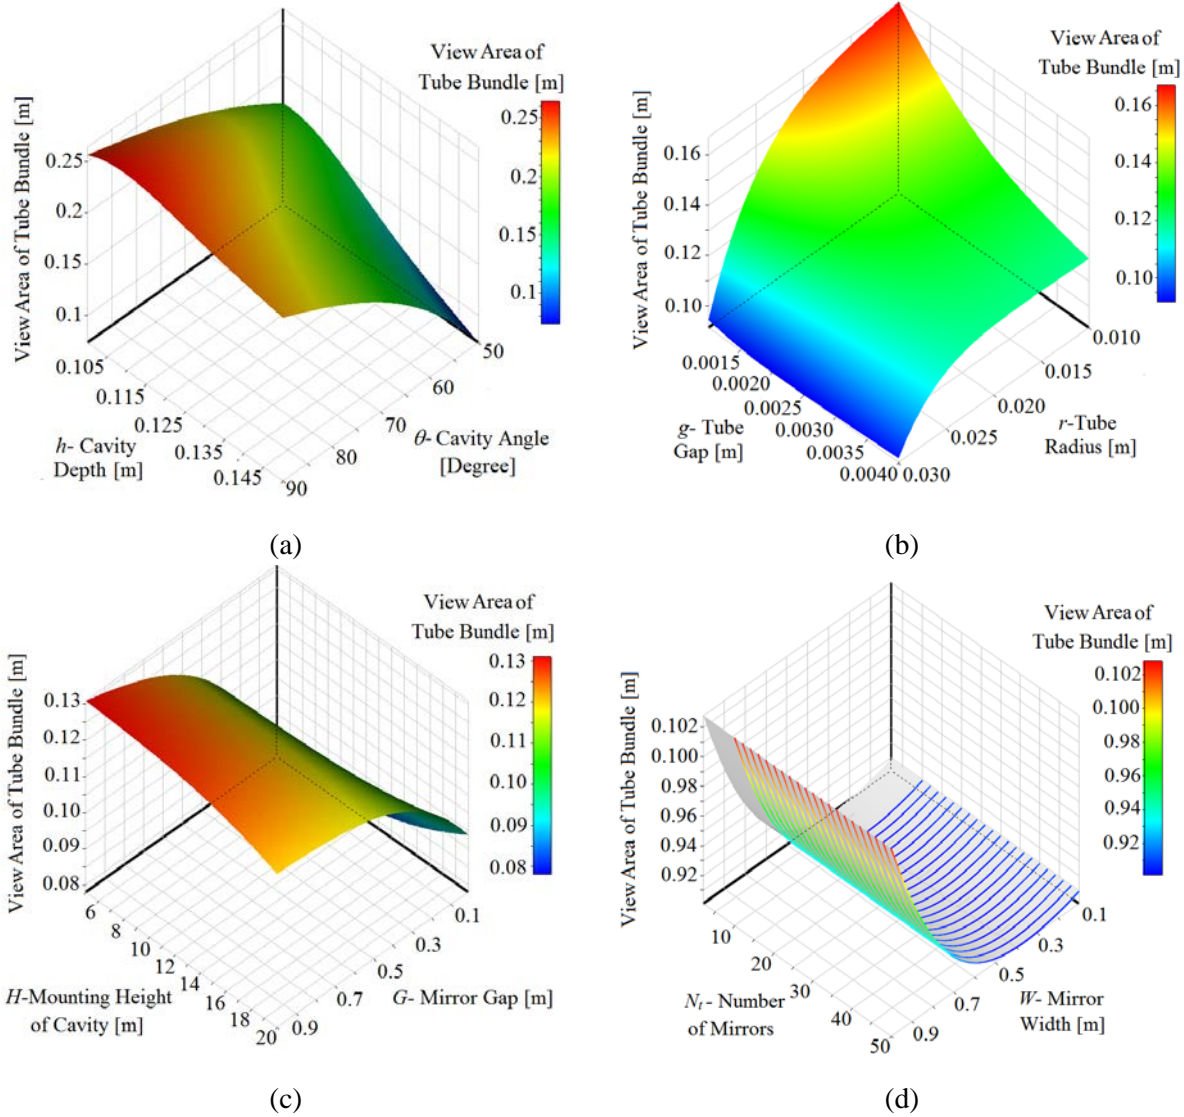 View Area of
Tube Bundle [m]
View Area of Tube Bundle [m]
0.25
0.2
0.15
0.1
0.25
0.2
0.15
0.1
0.105
0.115
0.125
0.135
0.145
h- Cavity
Depth [m]
50
60
70
80
90
θ- Cavity Angle
[Degree]
(a)
View Area of
Tube Bundle [m]
View Area of Tube Bundle [m]
0.16
0.14
0.12
0.10
0.16
0.14
0.12
0.10
0.0015
0.0020
0.0025
0.0030
0.0035
0.0040
g- Tube
Gap [m]
0.010
0.015
0.020
0.025
0.030
r-Tube
Radius [m]
(b)
View Area of
Tube Bundle [m]
View Area of Tube Bundle [m]
0.13
0.12
0.11
0.10
0.09
0.08
0.13
0.12
0.11
0.10
0.09
0.08
6
8
10
12
14
16
18
20
H-Mounting Height
of Cavity [m]
0.1
0.3
0.5
0.7
0.9
G- Mirror Gap [m]
(c)
View Area of
Tube Bundle [m]
View Area of Tube Bundle [m]
0.102
0.100
0.98
0.96
0.94
0.92
0.102
0.100
0.98
0.96
0.94
0.92
10
20
30
40
50
Nt - Number
of Mirrors
0.1
0.3
0.5
0.7
0.9
W- Mirror
Width [m]
(d)